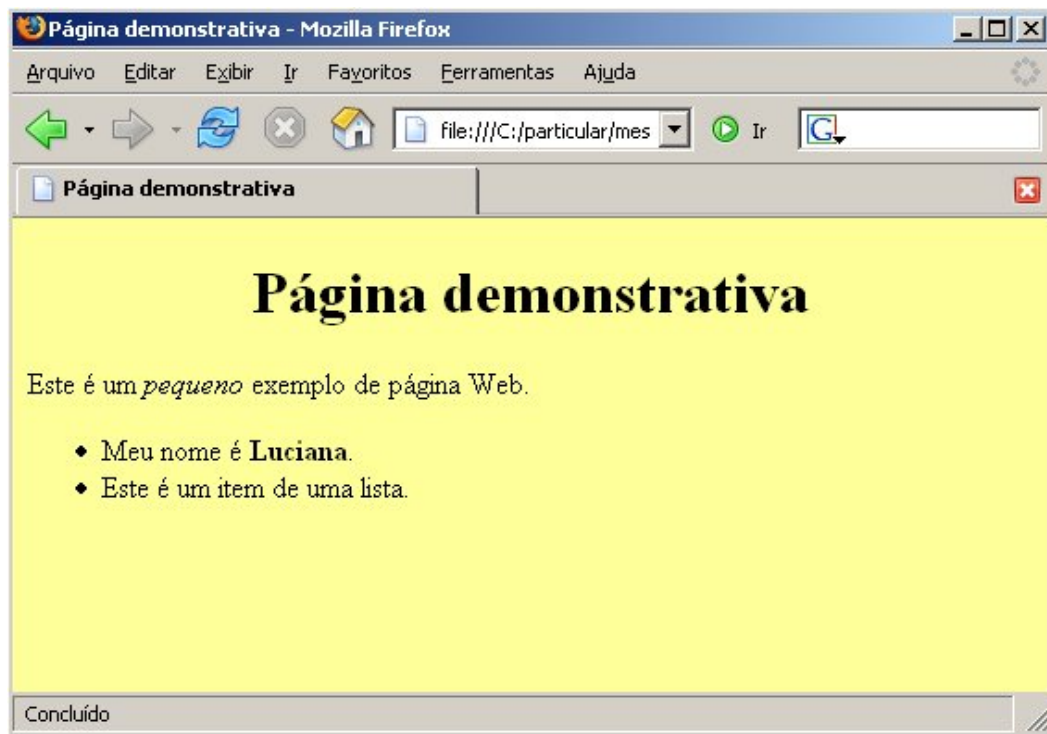 Página demonstrativa - Mozilla Firefox
Arquivo Editar Exibir Ir Favoritos Ferramentas Ajuda
file:///C:/particular/mes Ir G
Página demonstrativa
Página demonstrativa
Este é um pequeno exemplo de página Web.
• Meu nome é Luciana.
• Este é um item de uma lista.
Concluído